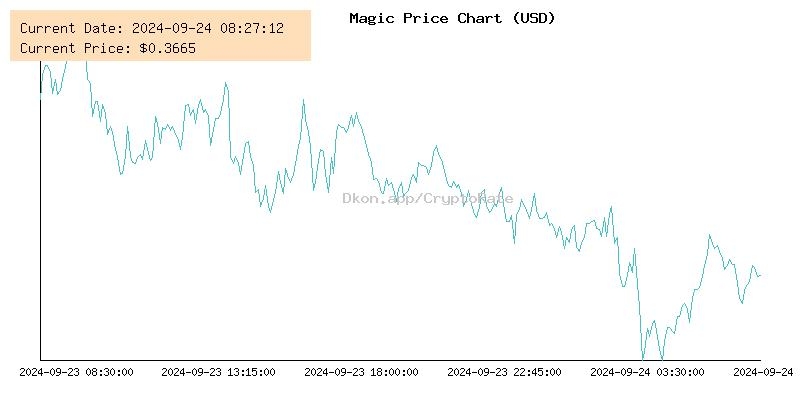 Magic Price Chart (USD)
Current Date: 2024-09-24 08:27:12
Current Price: $0.3665
Dkon.app/CryptoKate
2024-09-23 08:30:00 2024-09-23 13:15:00 2024-09-23 18:00:00 2024-09-23 22:45:00 2024-09-24 03:30:00 2024-09-24